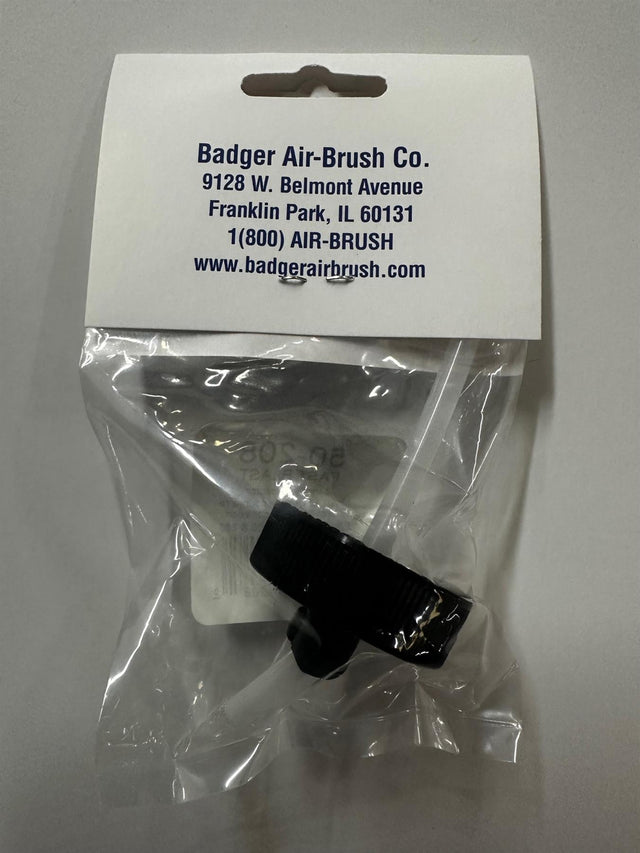 Badger Air-Brush Co.
9128 W. Belmont Avenue
Franklin Park, IL 60131
1(800) AIR-BRUSH
www.badgerairbrush.com